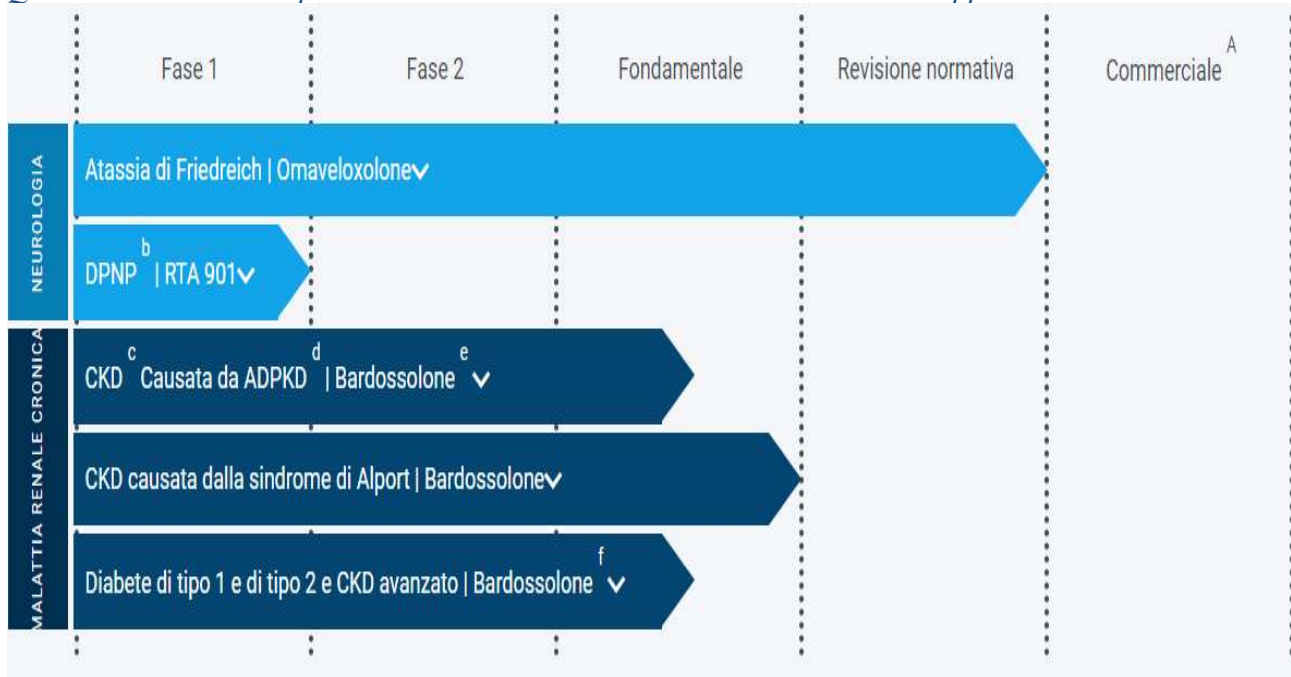 Fase 1 Fase 2 Fondamentale Revisione normativa Commerciale A
NEUROLOGIA
Atassia di Friedreich | Omaveloxolone
DPNP b | RTA 901
MALATTIA RENALE CRONICA
CKD c Causata da ADPKD d | Bardossolone e
CKD causata dalla sindrome di Alport | Bardossolone
Diabete di tipo 1 e di tipo 2 e CKD avanzato | Bardossolone f